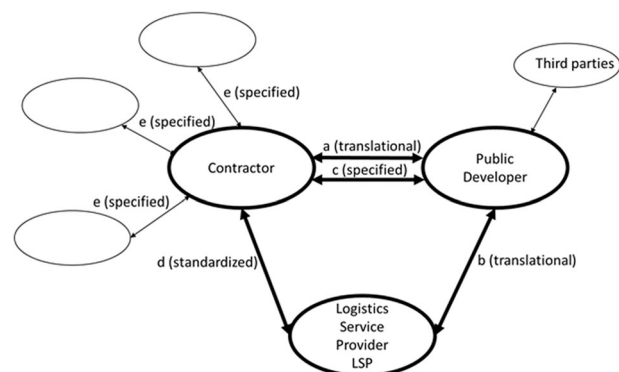 Third parties
e (specified)
e (specified)
a (translational)
Contractor
Public
Developer
c (specified)
e (specified)
d (standardized)
b (translational)
Logistics
Service
Provider
LSP